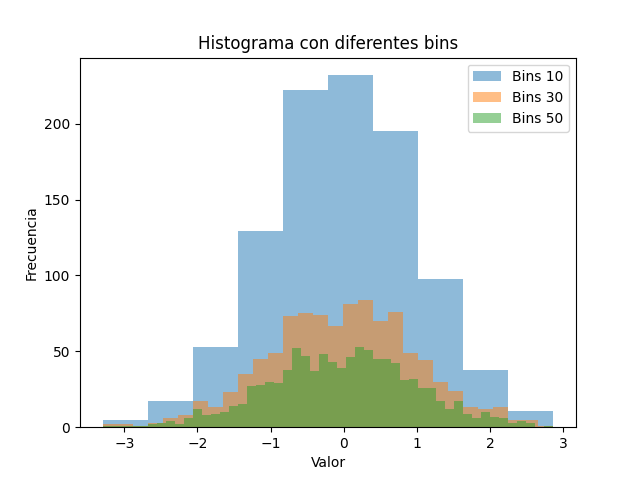 Histograma con diferentes bins
Bins 10
Bins 30
Bins 50
Frecuencia
200
150
100
50
0
−3
−2
−1
0
1
2
3
Valor